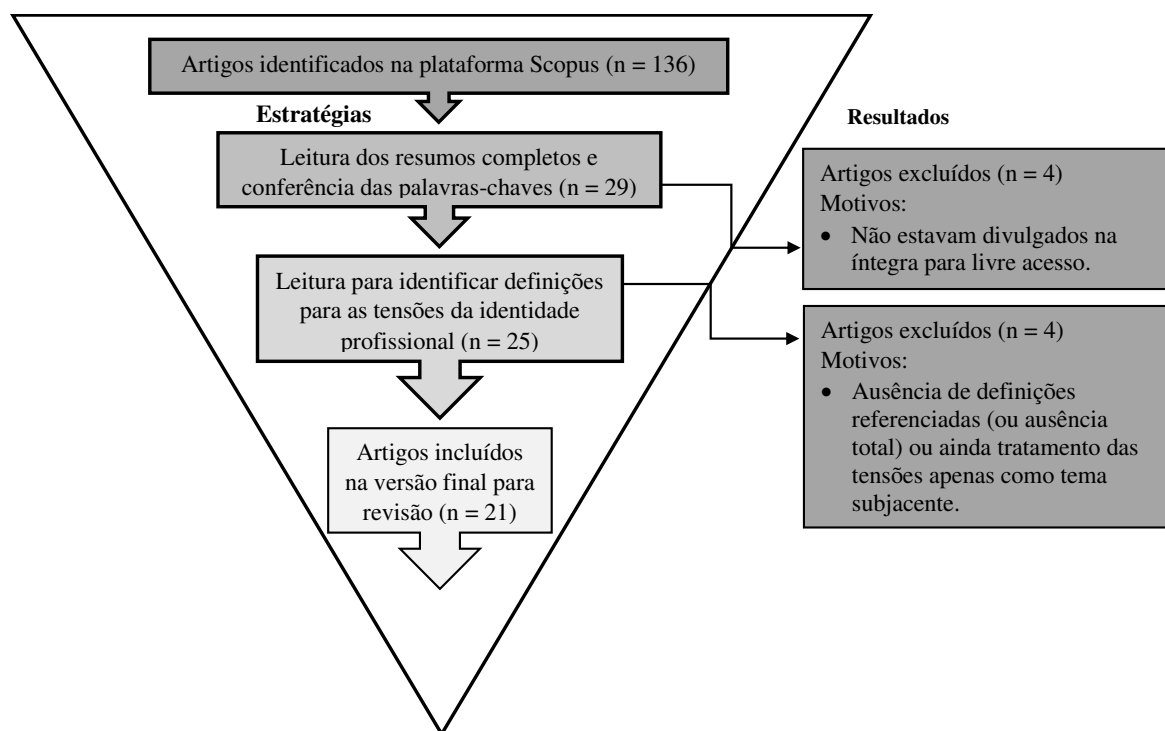 Artigos identificados na plataforma Scopus (n = 136)
Estratégias
Leitura dos resumos completos e
conferência das palavras-chaves (n = 29)
Leitura para identificar definições
para as tensões da identidade
profissional (n = 25)
Artigos incluídos
na versão final para
revisão (n = 21)
Resultados
Artigos excluídos (n = 4)
Motivos:
• Não estavam divulgados na
íntegra para livre acesso.
Artigos excluídos (n = 4)
Motivos:
• Ausência de definições
referenciadas (ou ausência
total) ou ainda tratamento das
tensões apenas como tema
subjacente.